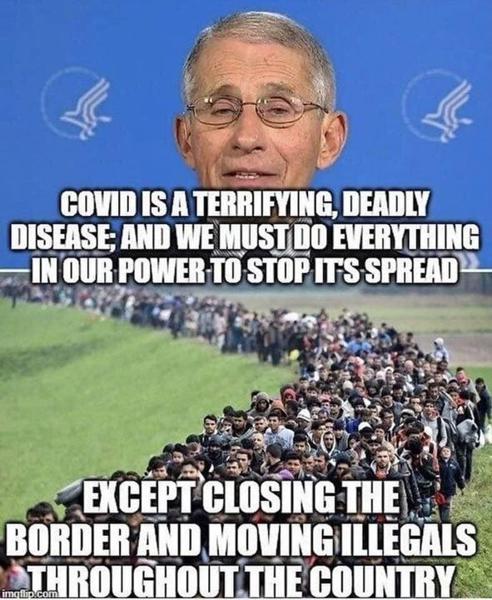 COVID IS A TERRIFYING, DEADLY
DISEASE; AND WE MUST DO EVERYTHING
IN OUR POWER TO STOP IT'S SPREAD
EXCEPT CLOSING THE
BORDER AND MOVING ILLEGALS
THROUGHOUT THE COUNTRY
imgflip.com